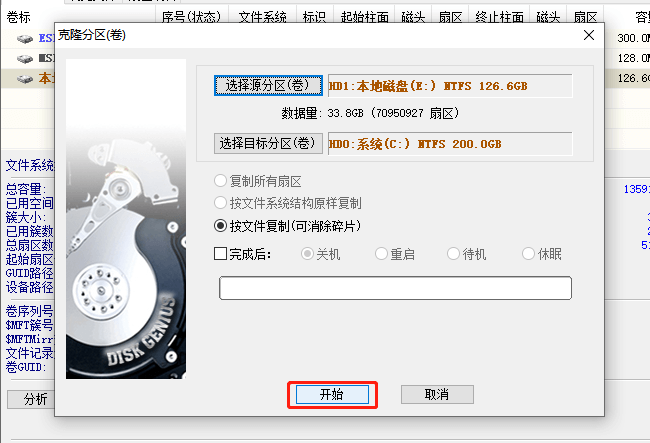 卷标 序号(状态) 文件系统 标识 起始柱面 磁头 扇区 终止柱面 磁头 扇区 容
300.0M
128.0M
本 126.6G
克隆分区(卷)
选择源分区(卷) HD1:本地磁盘(E:) NTFS 126.6GB
数据量: 33.8GB (70950927 扇区)
选择目标分区(卷) HD0:系统(C:) NTFS 200.0GB
复制所有扇区
按文件系统结构原样复制
按文件复制(可消除碎片)
完成后: 关机 重启 待机 休眠
DISK GENIUS
开始 取消
文件系统
总容量: 1359
已用空间
簇大小:
已用簇数
总扇区数
起始扇区
GUID路径
设备路径
卷序列号
$MFT簇号
$MFTMirr
文件记录
卷GUID:
分析